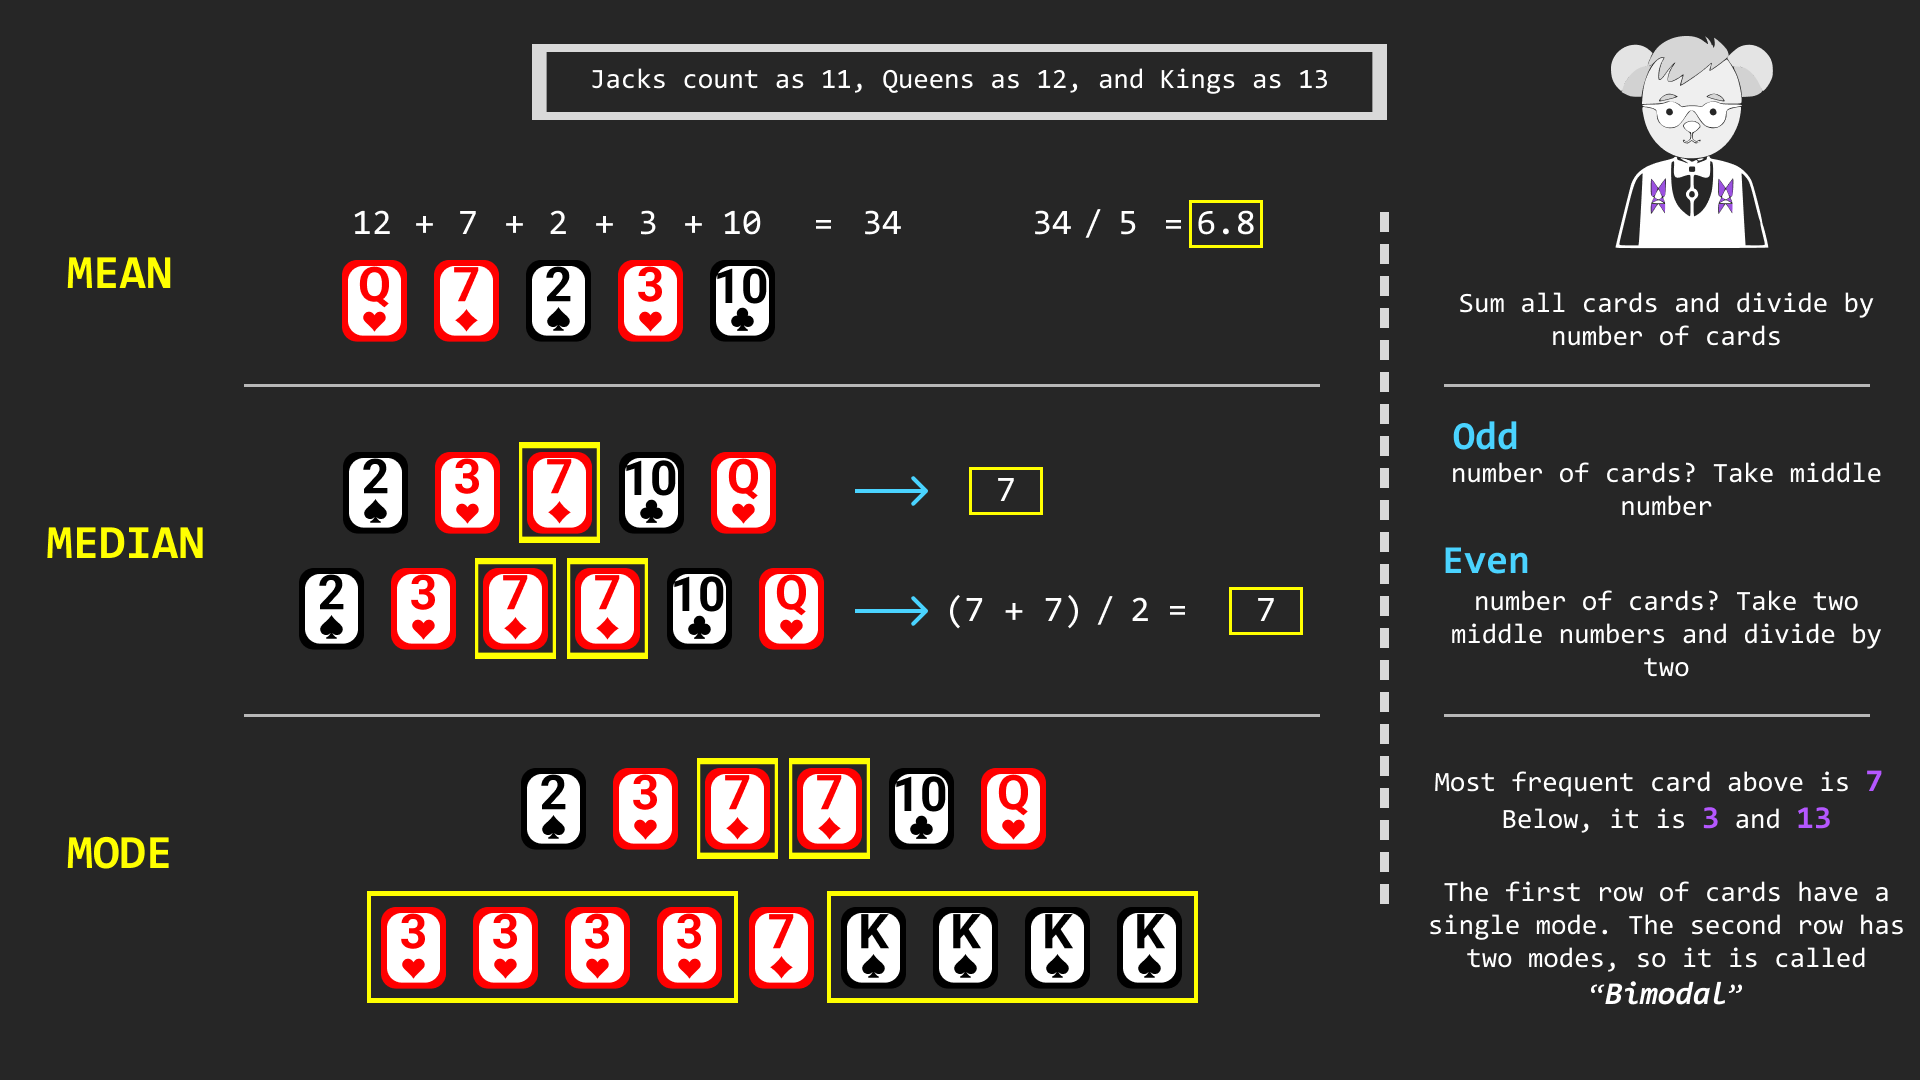 Jacks count as 11, Queens as 12, and Kings as 13
MEAN
12 + 7 + 2 + 3 + 10 = 34 34 / 5 = 6.8
Q 7 2 3 10
Sum all cards and divide by
number of cards
MEDIAN
2 3 7 10 Q 7
2 3 7 7 10 Q (7 + 7) / 2 = 7
Odd
number of cards? Take middle
number
Even
number of cards? Take two
middle numbers and divide by
two
MODE
2 3 7 7 10 Q
3 3 3 3 7 K K K K
Most frequent card above is 7
Below, it is 3 and 13
The first row of cards have a
single mode. The second row has
two modes, so it is called
“Bimodal”